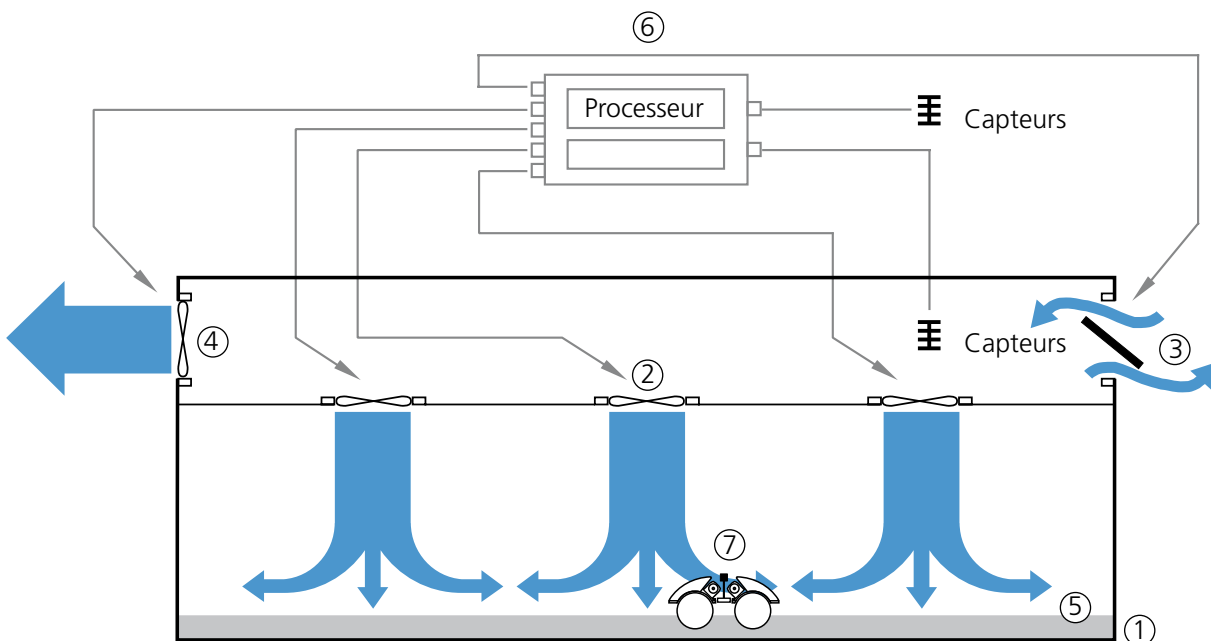 ⑥
Processeur
Capteurs
④
Capteurs
③
②
⑦
⑤
①